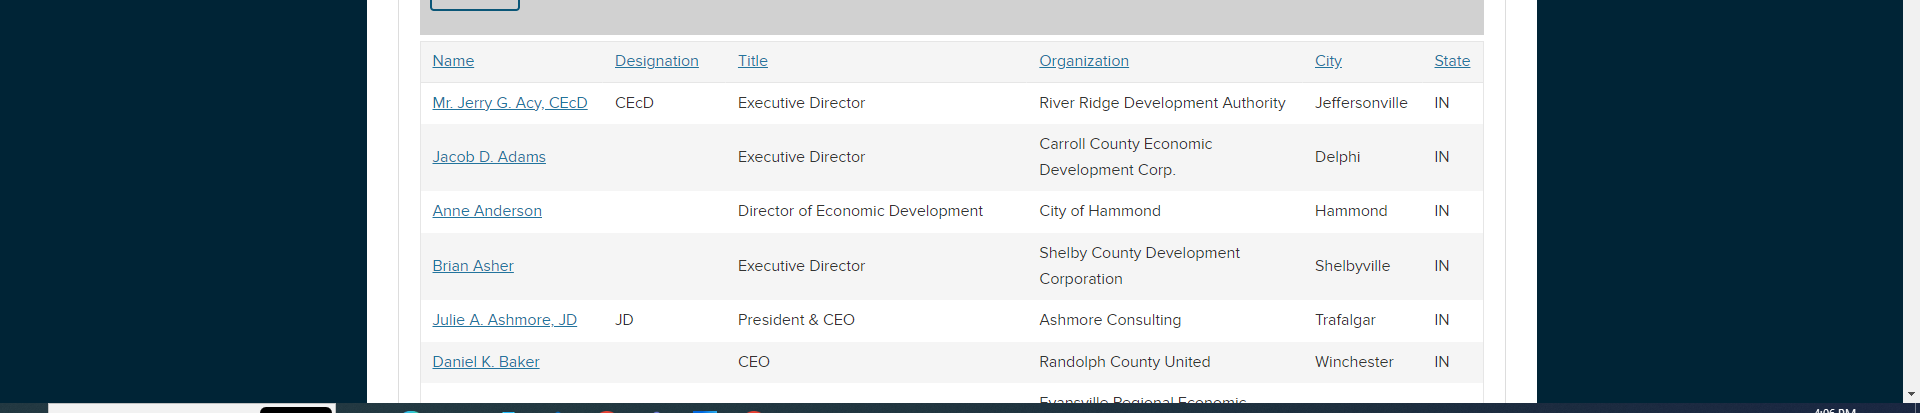 Name Designation Title Organization City State
Mr. Jerry G. Acy, CEcD CEcD Executive Director River Ridge Development Authority Jeffersonville IN
Jacob D. Adams Executive Director Carroll County Economic
Development Corp. Delphi IN
Anne Anderson Director of Economic Development City of Hammond Hammond IN
Brian Asher Executive Director Shelby County Development
Corporation Shelbyville IN
Julie A. Ashmore, JD JD President & CEO Ashmore Consulting Trafalgar IN
Daniel K. Baker CEO Randolph County United Winchester IN
Evansville Regional Economic
4:06 PM